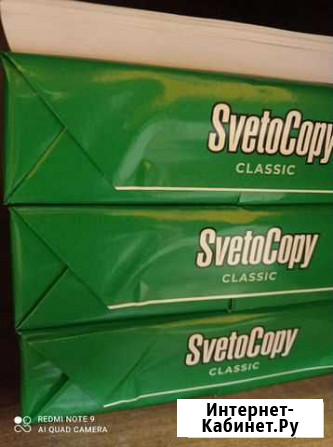 SvetoCopy
CLASSIC
SvetoCopy
CLASSIC
SvetoCopy
CLASSIC
REDMI NOTE 9
AI QUAD CAMERA
Интернет-
Кабинет.Ру